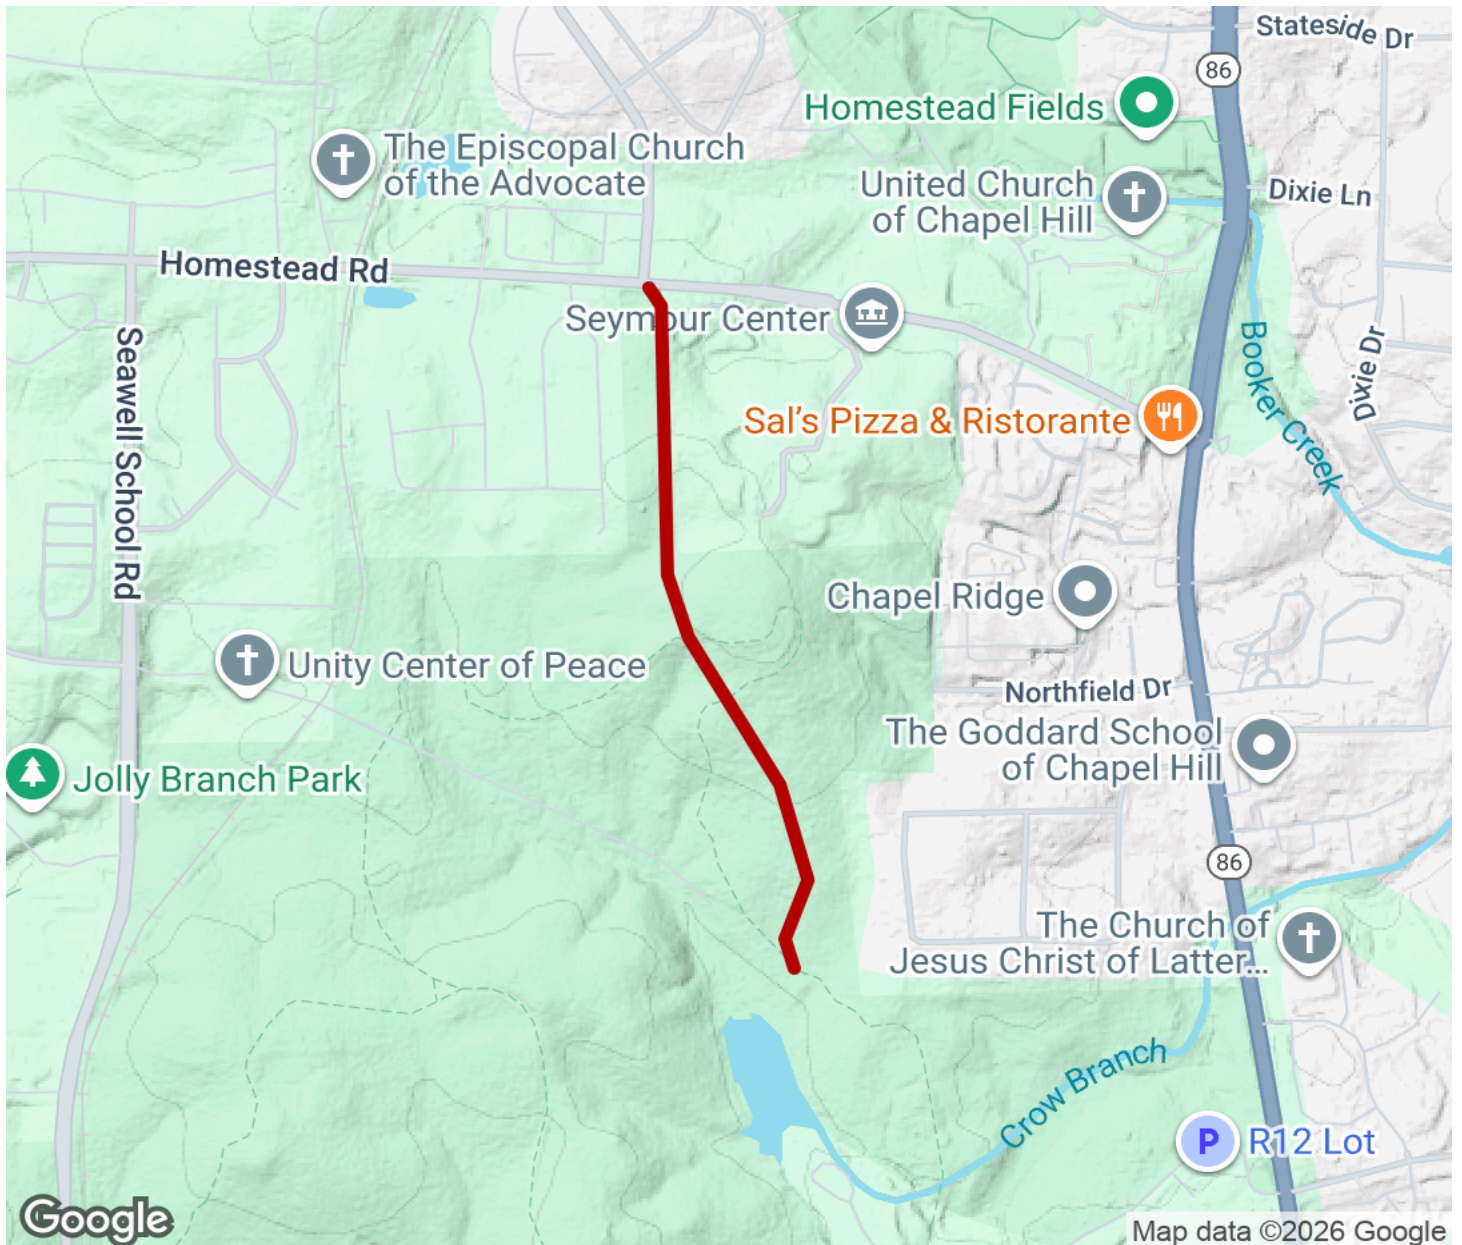 Stateside Dr
86
Homestead Fields
The Episcopal Church
of the Advocate
United Church
of Chapel Hill
Dixie Ln
Homestead Rd
Seymour Center
Seawell School Rd
Booker Creek
Dixie Dr
Sal's Pizza & Ristorante
Chapel Ridge
Unity Center of Peace
Northfield Dr
The Goddard School
of Chapel Hill
Jolly Branch Park
86
The Church of
Jesus Christ of Latter...
Crow Branch
P
R12 Lot
Google
Map data ©2026 Google